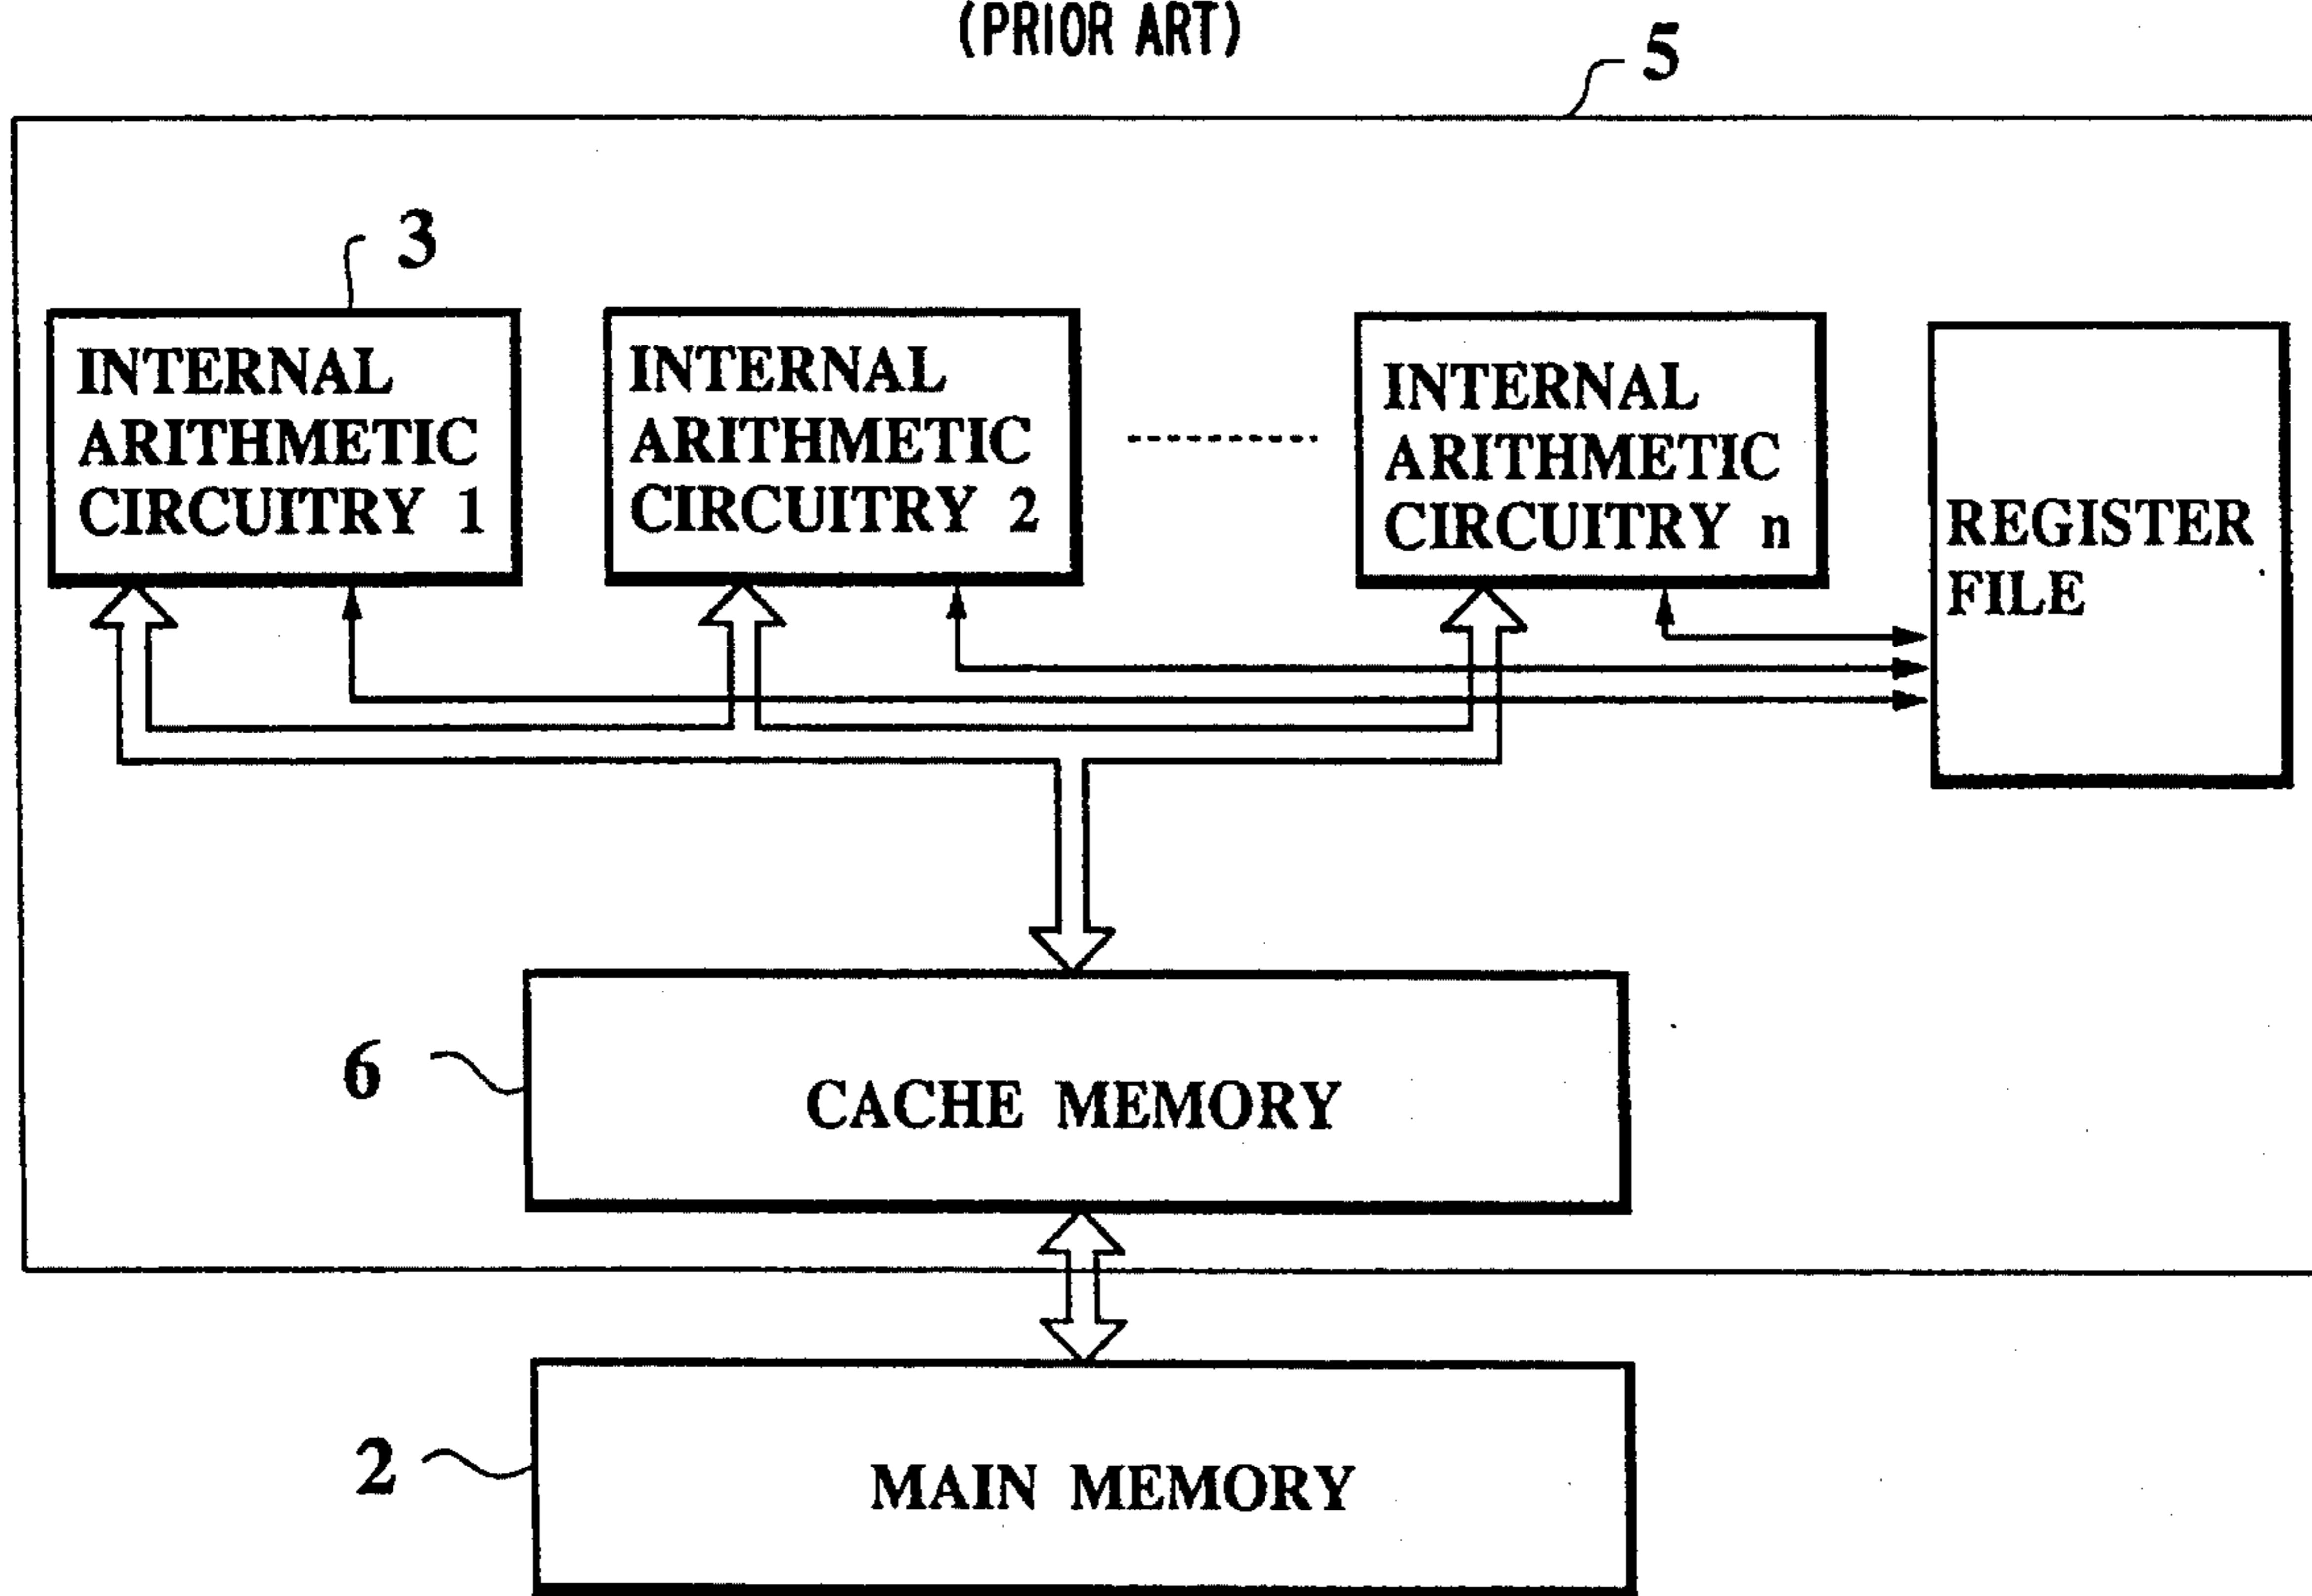 (PRIOR ART)
5
3
INTERNAL
ARITHMETIC
CIRCUITRY 1
INTERNAL
ARITHMETIC
CIRCUITRY 2
INTERNAL
ARITHMETIC
CIRCUITRY n
REGISTER
FILE
6
CACHE MEMORY
2
MAIN MEMORY